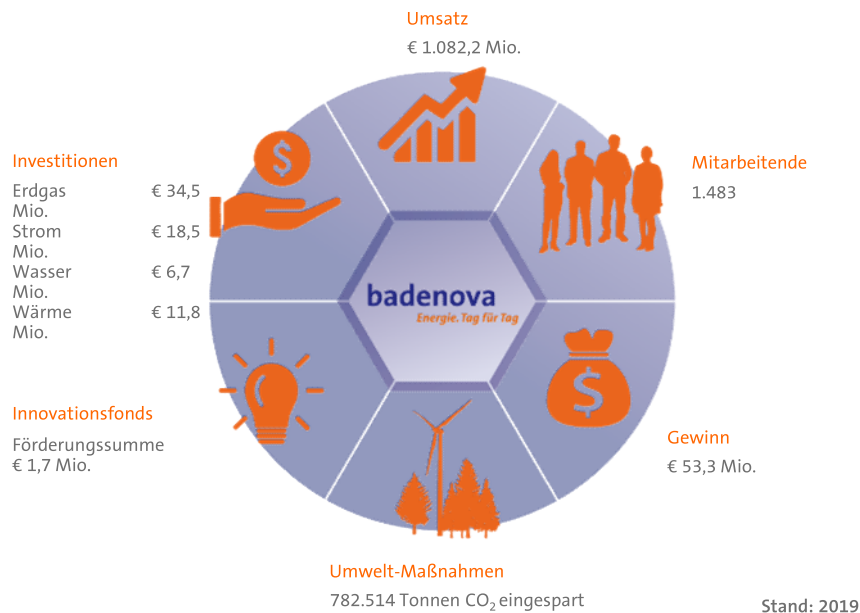 Umsatz
€ 1.082,2 Mio.
Investitionen
Erdgas € 34,5
Mio.
Strom € 18,5
Mio.
Wasser € 6,7
Mio.
Wärme € 11,8
Mio.
Mitarbeitende
1.483
badenova
Energie. Tag für Tag
Innovationsfonds
Förderungssumme
€ 1,7 Mio.
Gewinn
€ 53,3 Mio.
Umwelt-Maßnahmen
782.514 Tonnen CO₂ eingespart
Stand: 2019